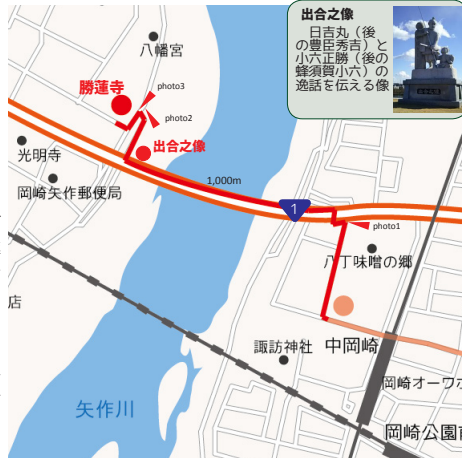 出合之像
日吉丸（後
の豊臣秀吉）と
小六正勝（後の
蜂須賀小六）の
逸話を伝える像
八幡宮
photo3
勝蓮寺
photo2
出合之像
光明寺
岡崎矢作郵便局
1,000m
1
photo1
八丁味噌の郷
店
諏訪神社
中岡崎
岡崎オーワホ
矢作川
岡崎公園前